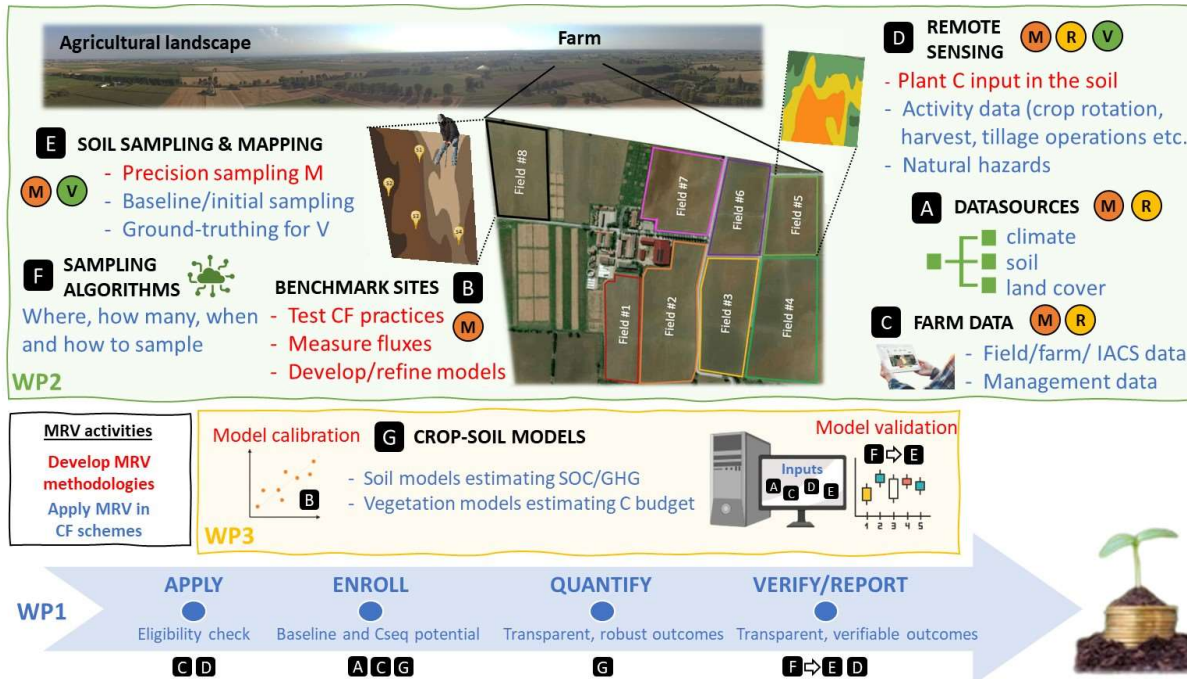 Agricultural landscape
Farm
D REMOTE
SENSING
M R V
- Plant C input in the soil
- Activity data (crop rotation,
harvest, tillage operations etc.
- Natural hazards
E SOIL SAMPLING & MAPPING
M V
- Precision sampling M
- Baseline/initial sampling
- Ground-truthing for V
S1
S2
S3
S4
Field #8
Field #7
Field #6
Field #5
Field #1
Field #2
Field #3
Field #4
A DATASOURCES M R
climate
soil
land cover
F SAMPLING
ALGORITHMS
Where, how many, when
and how to sample
BENCHMARK SITES B
M
- Test CF practices
- Measure fluxes
- Develop/refine models
C FARM DATA M R
- Field/farm/ IACS data
- Management data
WP2
MRV activities
Develop MRV
methodologies
Apply MRV in
CF schemes
Model calibration
B
G CROP-SOIL MODELS
- Soil models estimating SOC/GHG
- Vegetation models estimating C budget
Inputs
A C D E
Model validation
F ⇨ E
1 2 3 4 5
WP3
WP1
APPLY
Eligibility check
C D
ENROLL
Baseline and Cseq potential
A C G
QUANTIFY
Transparent, robust outcomes
G
VERIFY/REPORT
Transparent, verifiable outcomes
F ⇨ E D